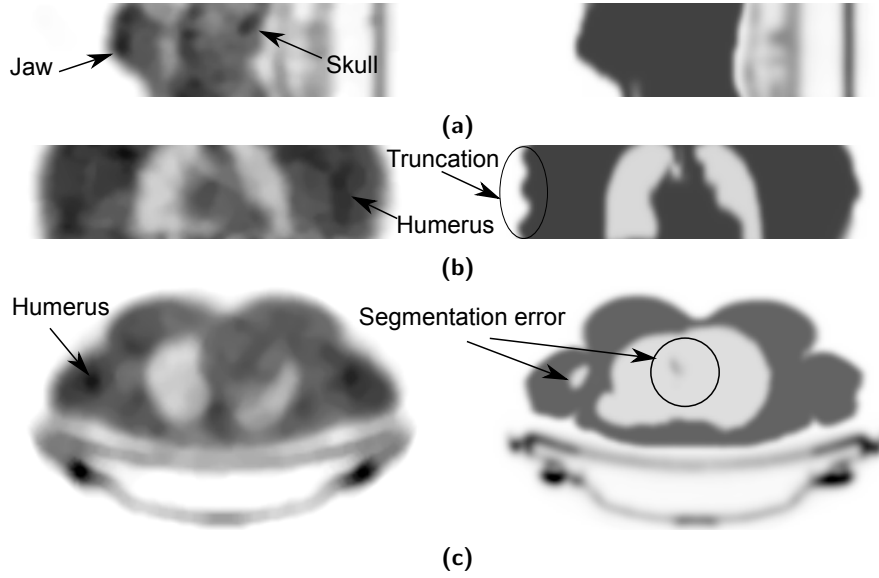 Jaw
Skull
(a)
Truncation
Humerus
(b)
Humerus
Segmentation error
(c)